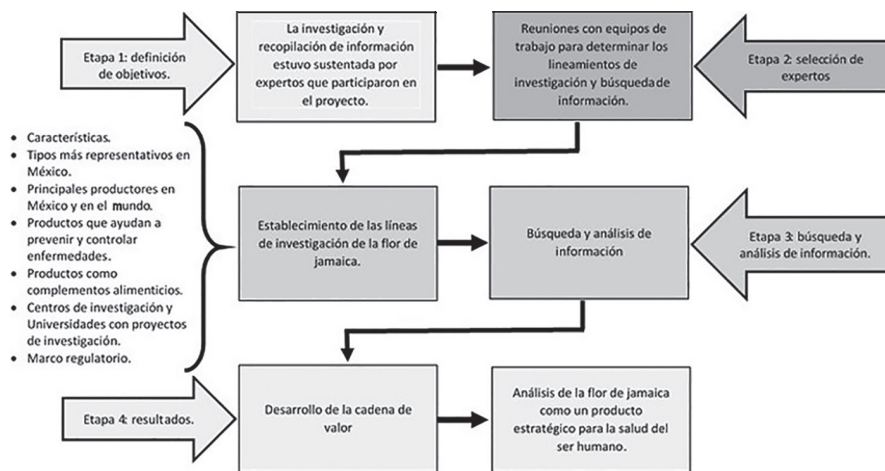 Etapa 1: definición
de objetivos.
La investigación y
recopilación de información
estuvo sustentada por
expertos que participaron en
el proyecto.
Reuniones con equipos de
trabajo para determinar los
lineamientos de
investigación y búsqueda de
información.
Etapa 2: selección de
expertos
• Características.
• Tipos más representativos en
México.
• Principales productores en
México y en el mundo.
• Productos que ayudan a
prevenir y controlar
enfermedades.
• Productos como
complementos alimenticios.
• Centros de investigación y
Universidades con proyectos
de investigación.
• Marco regulatorio.
Establecimiento de las líneas
de investigación de la flor de
jamaica.
Búsqueda y análisis de
información
Etapa 3: búsqueda y
análisis de información.
Etapa 4: resultados.
Desarrollo de la cadena de
valor
Análisis de la flor de jamaica
como un producto
estratégico para la salud del
ser humano.